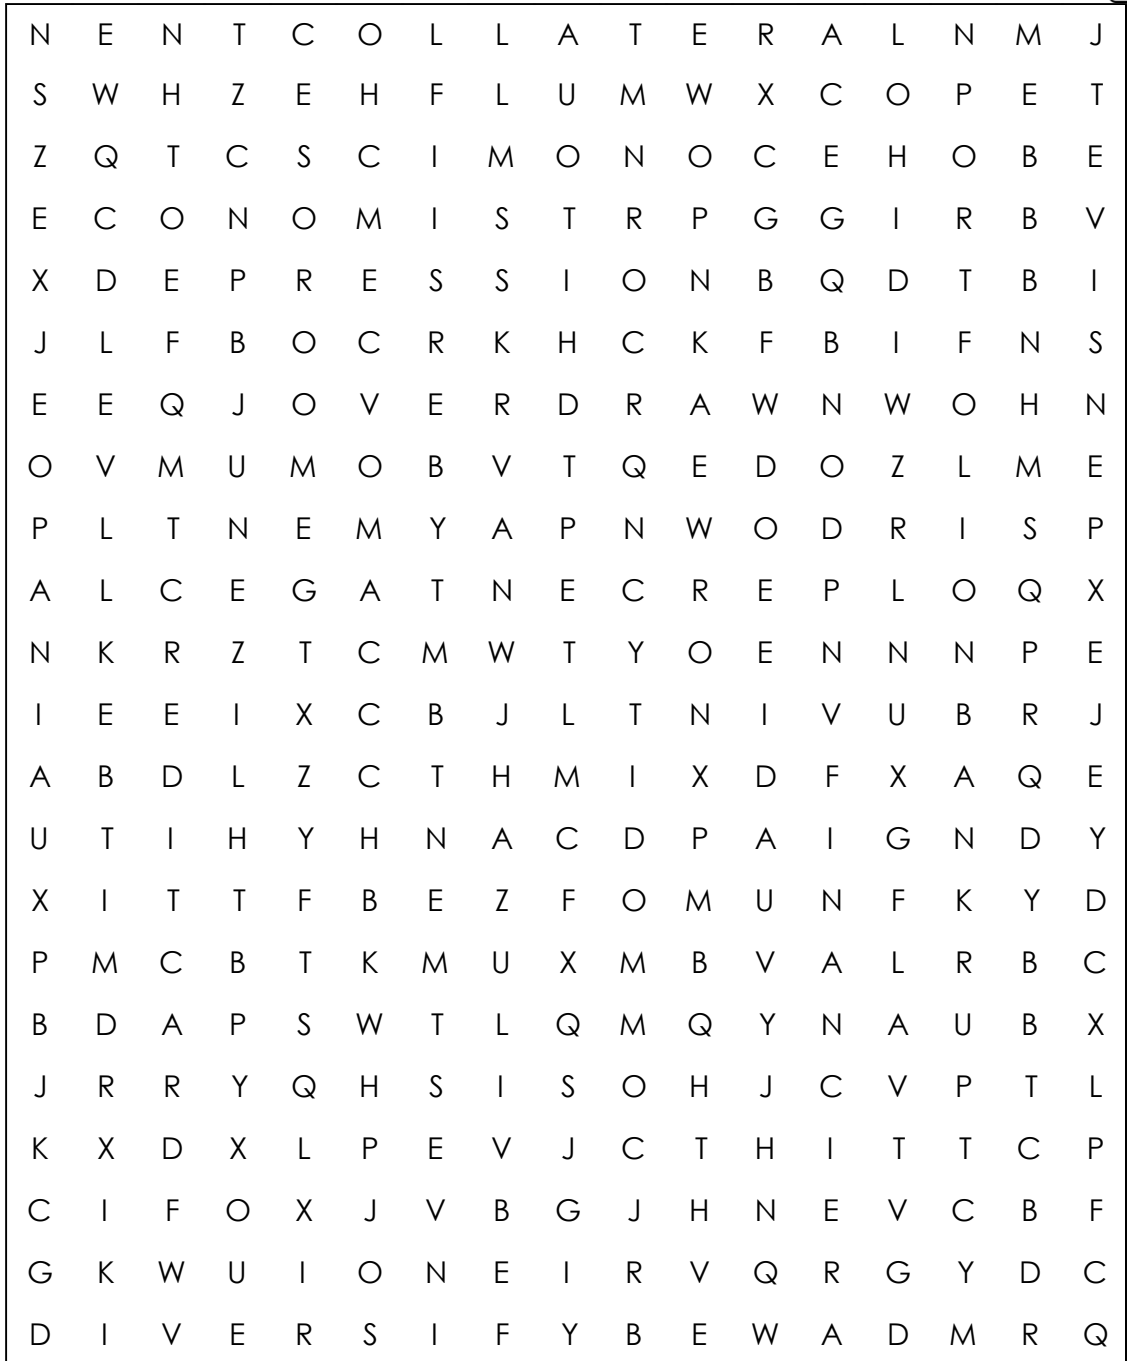 N E N T C O L L A T E R A L N M J
S W H Z E H F L U M W X C O P E T
Z Q T C S C I M O N O C E H O B E
E C O N O M I S T R P G G I R B V
X D E P R E S S I O N B Q D T B I
J L F B O C R K H C K F B I F N S
E E Q J O V E R D R A W N W O H N
O V M U M O B V T Q E D O Z L M E
P L T N E M Y A P N W O D R I S P
A L C E G A T N E C R E P L O Q X
N K R Z T C M W T Y O E N N N P E
I E E I X C B J L T N I V U B R J
A B D L Z C T H M I X D F X A Q E
U T I H Y H N A C D P A I G N D Y
X I T T F B E Z F O M U N F K Y D
P M C B T K M U X M B V A L R B C
B D A P S W T L Q M Q Y N A U B X
J R R Y Q H S I S O H J C V P T L
K X D X L P E V J C T H I T T C P
C I F O X J V B G J H N E V C B F
G K W U I O N E I R V Q R G Y D C
D I V E R S I F Y B E W A D M R Q